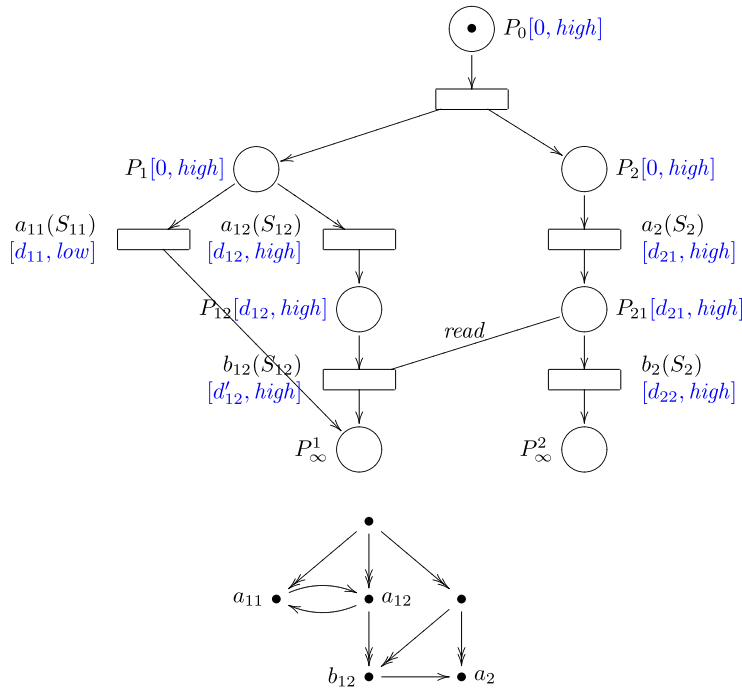 P₀[0, high]
P₁[0, high]
P₂[0, high]
a₁₁(S₁₁)
[d₁₁, low]
a₁₂(S₁₂)
[d₁₂, high]
a₂(S₂)
[d₂₁, high]
P₁₂[d₁₂, high]
P₂₁[d₂₁, high]
read
b₁₂(S₁₂)
[d′₁₂, high]
b₂(S₂)
[d₂₂, high]
P¹∞
P²∞
a₁₁
a₁₂
b₁₂
a₂